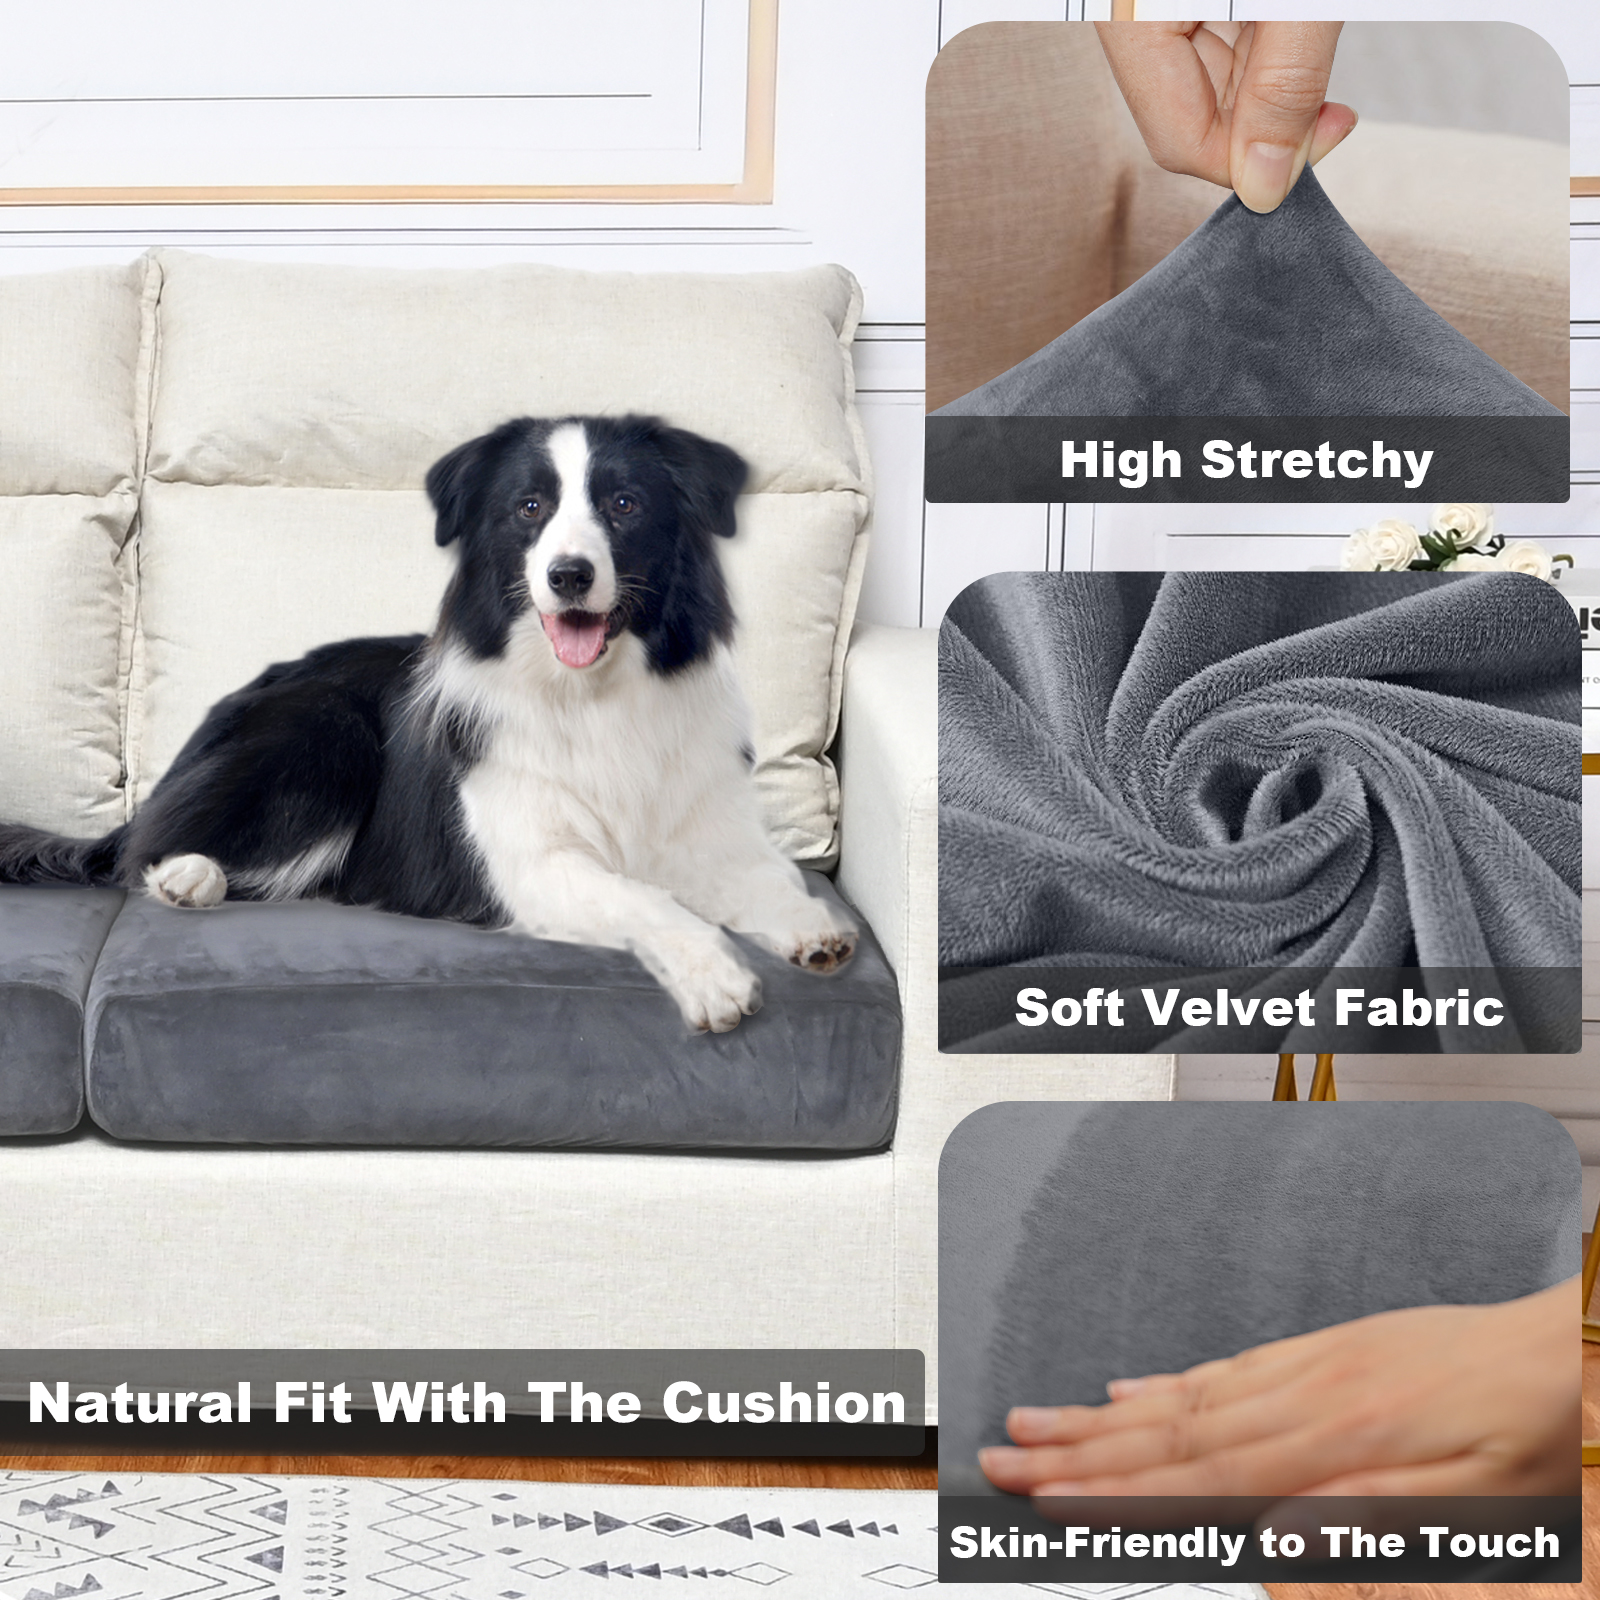 High Stretchy
Soft Velvet Fabric
Natural Fit With The Cushion
Skin-Friendly to The Touch